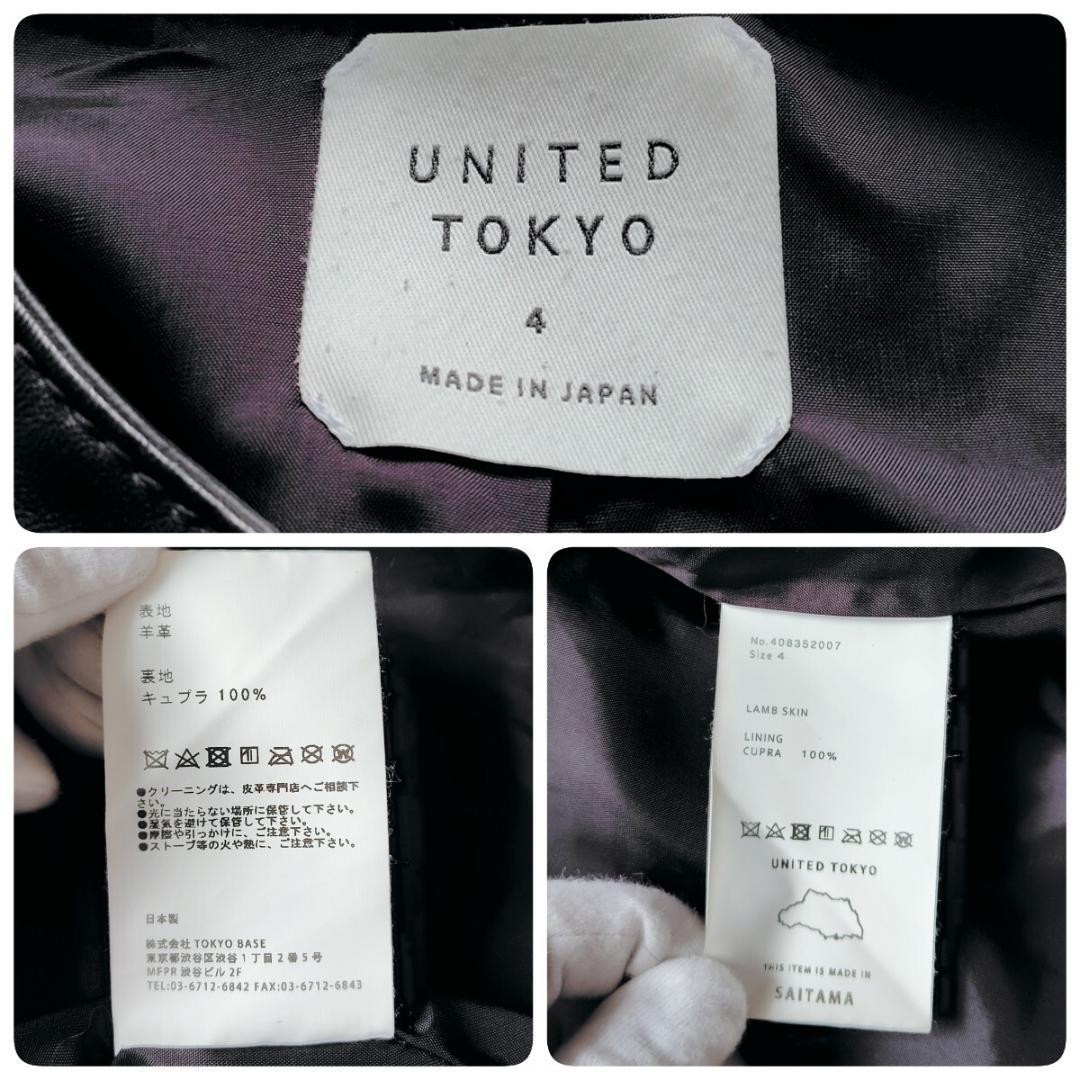 UNITED
TOKYO
4
MADE IN JAPAN
表地
羊革
裏地
キュプラ 100%
●クリーニングは、皮革専門店へご相談下
さい。
●光に当たらない場所に保管して下さい。
●湿気を避けて保管して下さい。
●摩擦や引っかけに、ご注意下さい。
●ストーブ等の火や熱に、ご注意下さい。
日本製
株式会社 TOKYO BASE
東京都渋谷区渋谷1丁目2番5号
MFPR 渋谷ビル 2F
TEL:03-6712-6842 FAX:03-6712-6843
No.408352007
Size 4
LAMB SKIN
LINING
CUPRA 100%
UNITED TOKYO
THIS ITEM IS MADE IN
SAITAMA